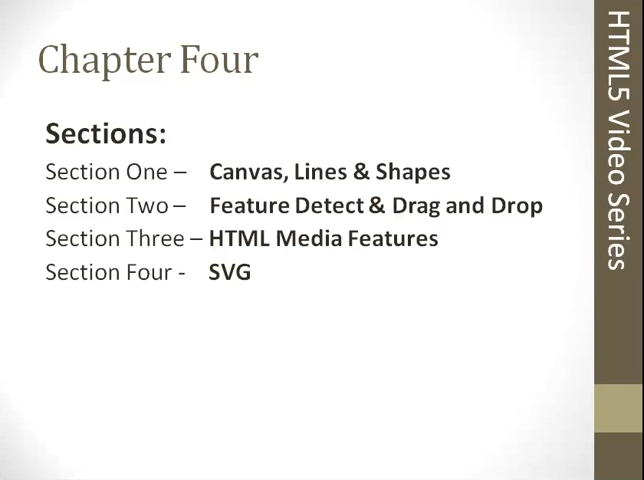 Chapter Four
Sections:
Section One – Canvas, Lines & Shapes
Section Two – Feature Detect & Drag and Drop
Section Three – HTML Media Features
Section Four - SVG
HTML5 Video Series